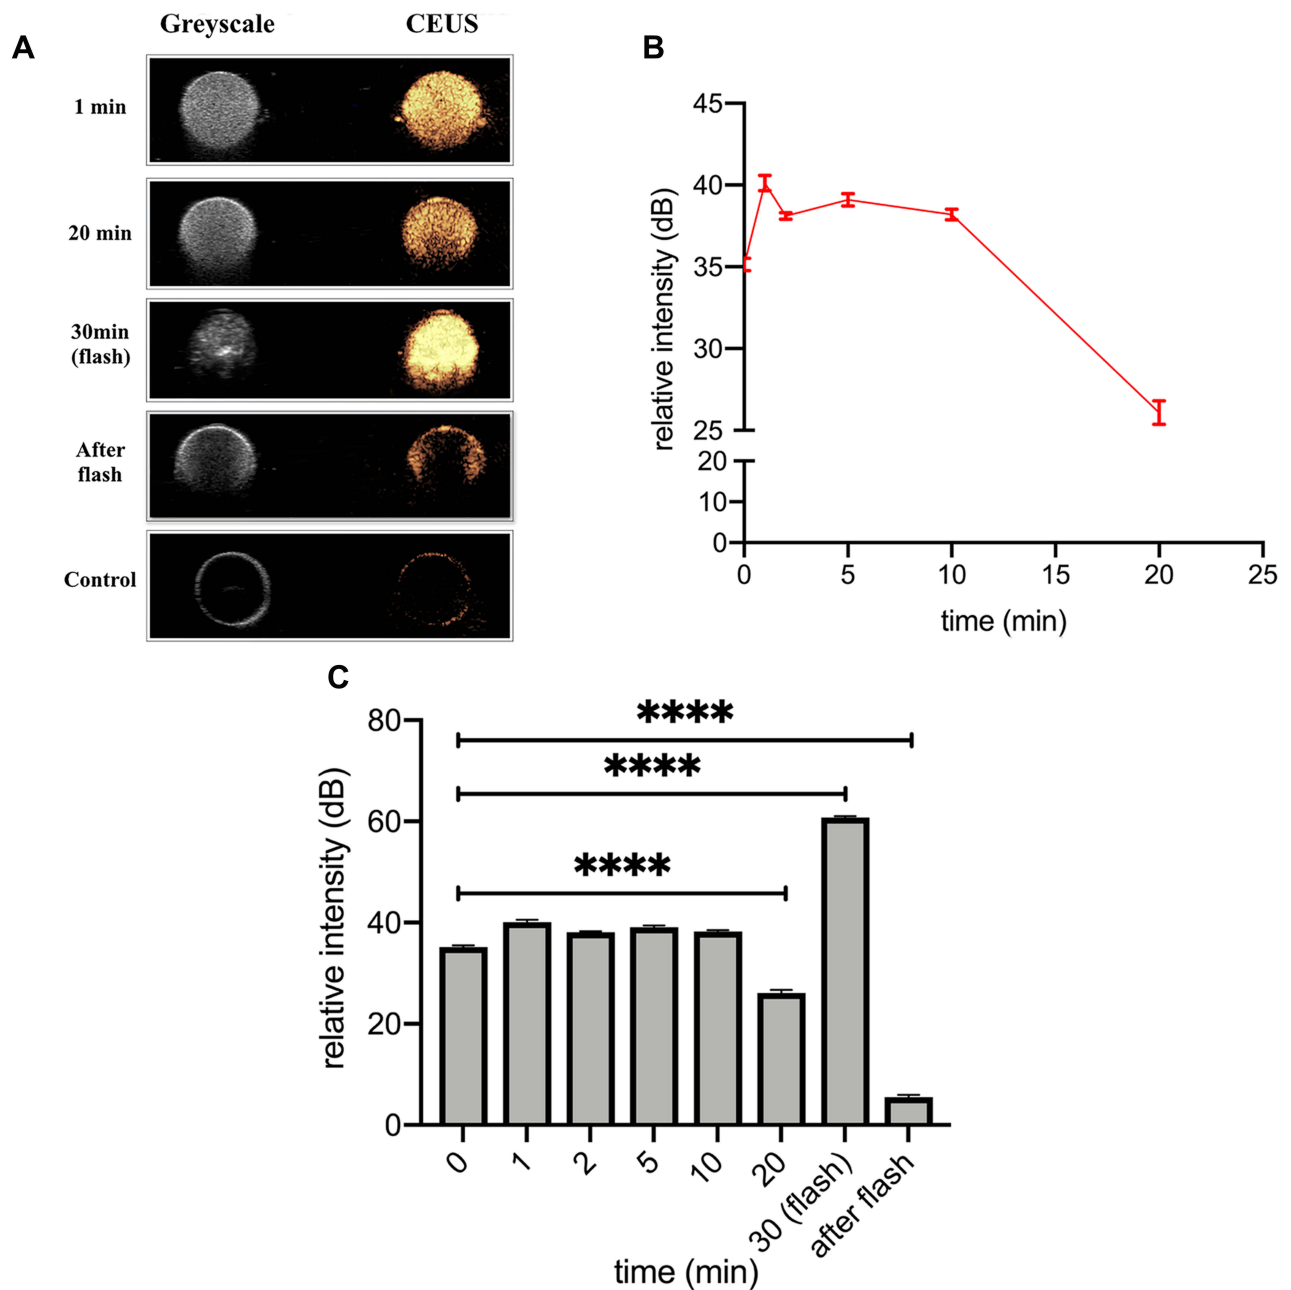 A
Greyscale CEUS
1 min
20 min
30min
(flash)
After
flash
Control
B
45
40
35
30
25
20
10
0
0 5 10 15 20 25
relative intensity (dB)
time (min)
C
80
60
40
20
0
relative intensity (dB)
****
****
****
0 1 2 5 10 20 30 (flash) after flash
time (min)